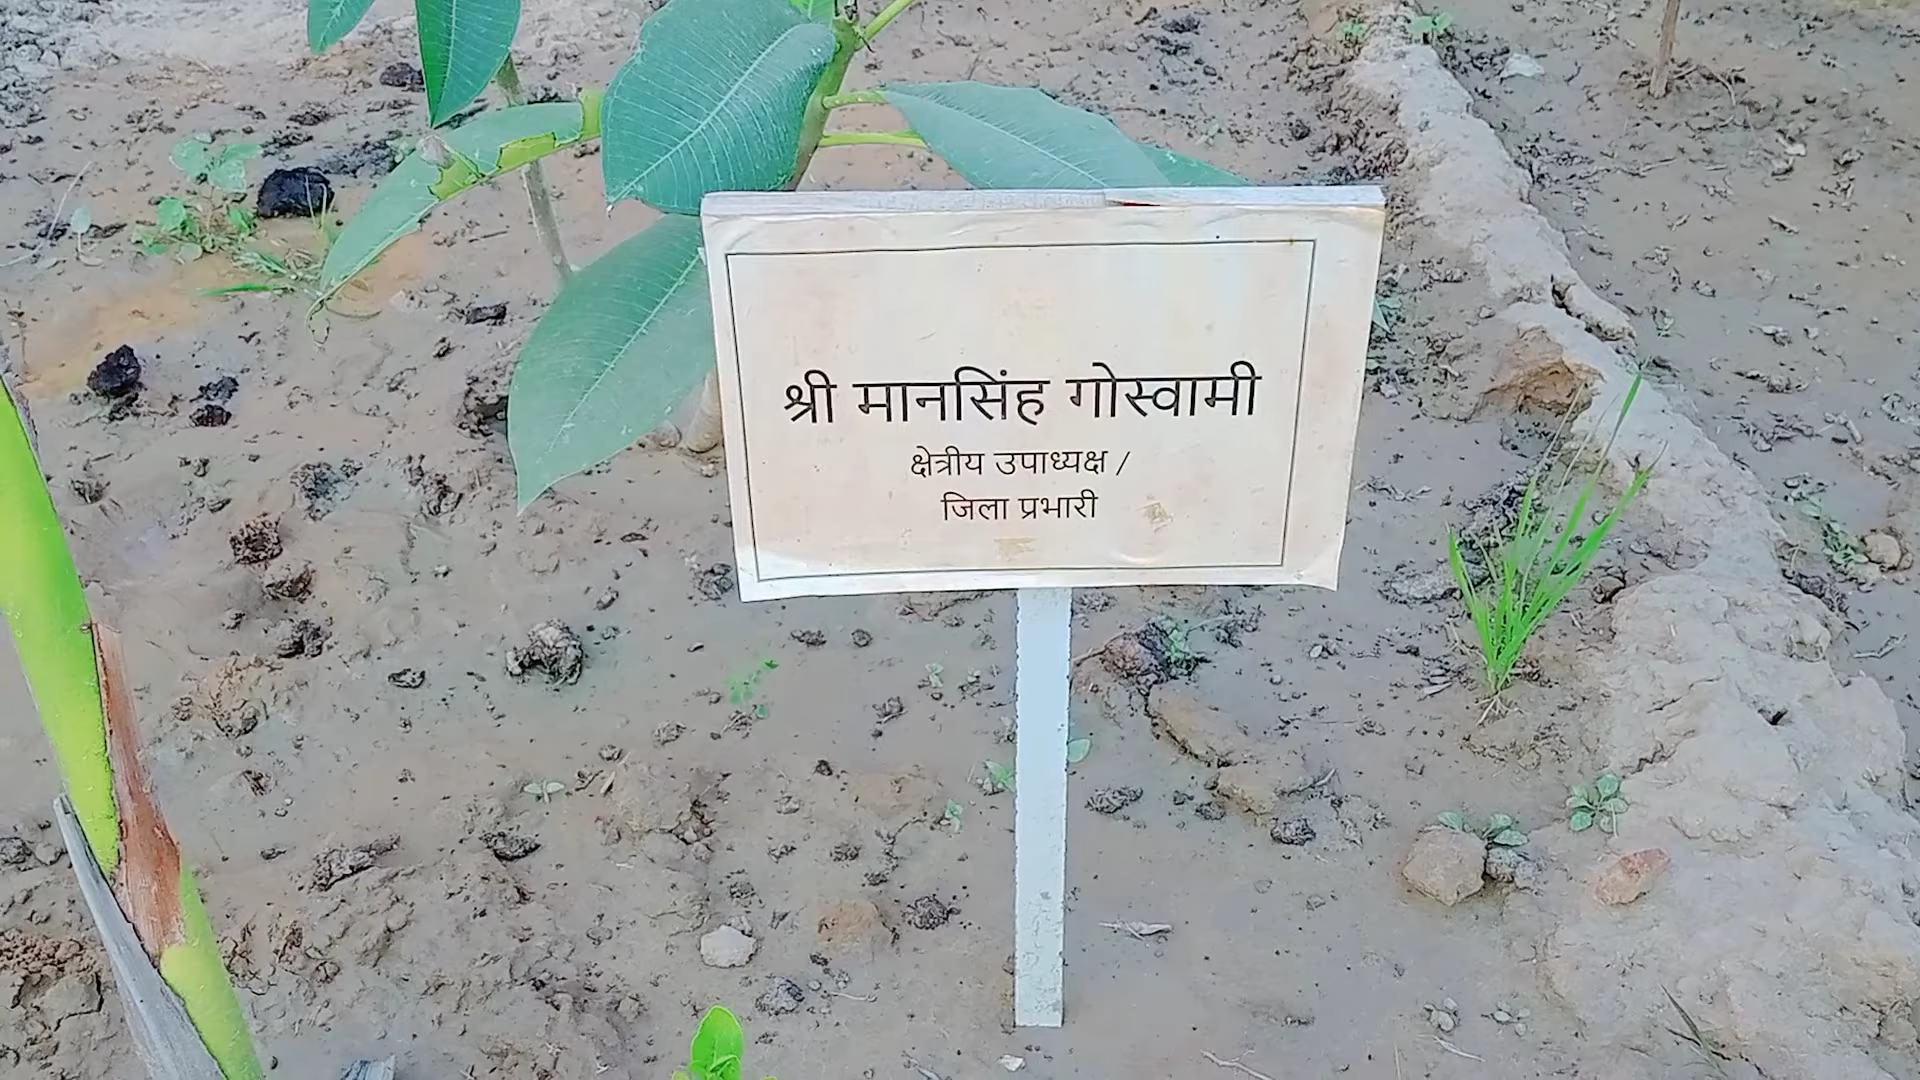 श्री मानसिंह गोस्वामी
क्षेत्रीय उपाध्यक्ष /
जिला प्रभारी